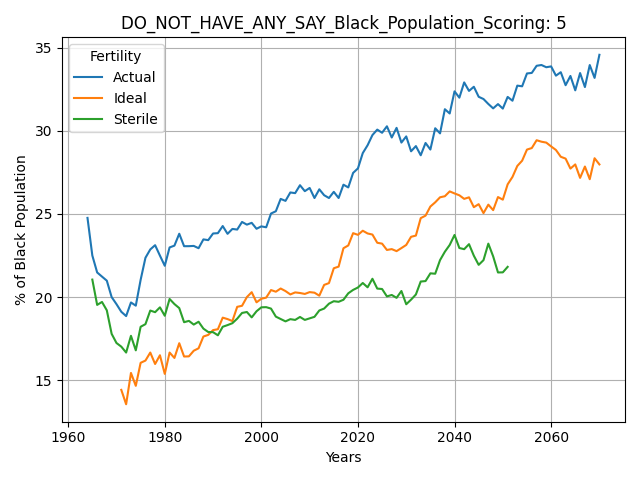 DO_NOT_HAVE_ANY_SAY_Black_Population_Scoring: 5
Fertility
Actual
Ideal
Sterile
% of Black Population
35
30
25
20
15
1960 1980 2000 2020 2040 2060
Years